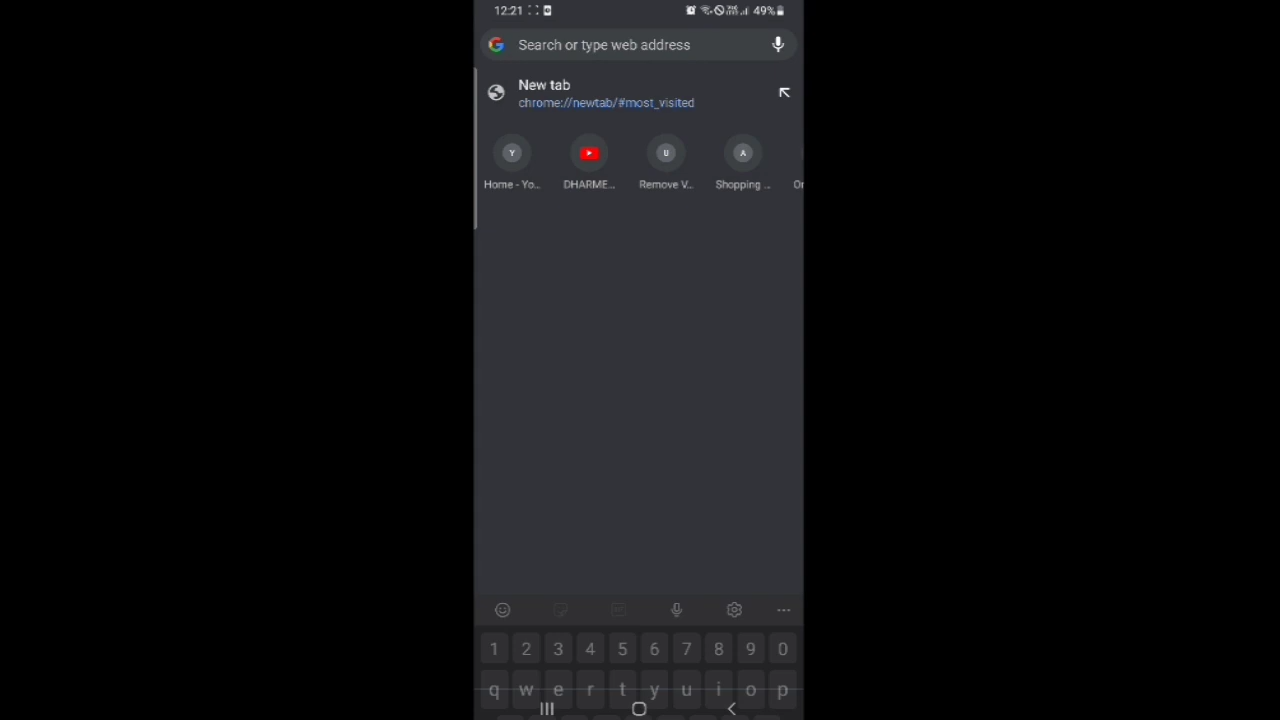 12:21 49%
Search or type web address
New tab
chrome://newtab/#most_visited
Y U A
Home - Yo... DHARME... Remove V... Shopping ... Or
1 2 3 4 5 6 7 8 9 0
q w e r t y u i o p